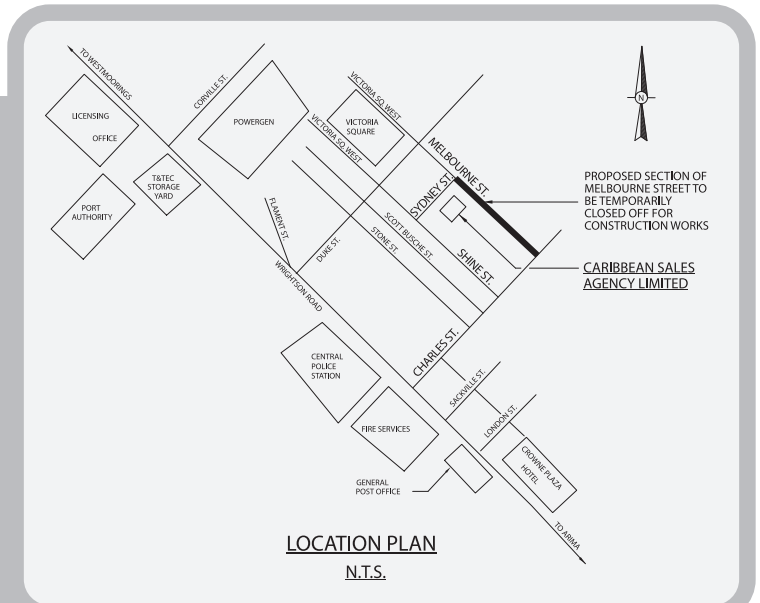 TO WESTMOORINGS
CORVILLE ST.
LICENSING
OFFICE
POWERGEN
VICTORIA SQ. WEST
VICTORIA
SQUARE
VICTORIA SQ. WEST
N
T&TEC
STORAGE
YARD
PORT
AUTHORITY
MELBOURNE ST.
SYDNEY ST.
PROPOSED SECTION OF
MELBOURNE STREET TO
BE TEMPORARILY
CLOSED OFF FOR
CONSTRUCTION WORKS
FLAMENT ST.
DUKE ST.
SCOTT BUSCHE ST.
STONE ST.
SHINE ST.
CARIBBEAN SALES
AGENCY LIMITED
WRIGHTSON ROAD
CHARLES ST.
CENTRAL
POLICE
STATION
SACKVILLE ST.
LONDON ST.
FIRE SERVICES
CROWNE PLAZA
HOTEL
GENERAL
POST OFFICE
TO ARIMA
LOCATION PLAN
N.T.S.